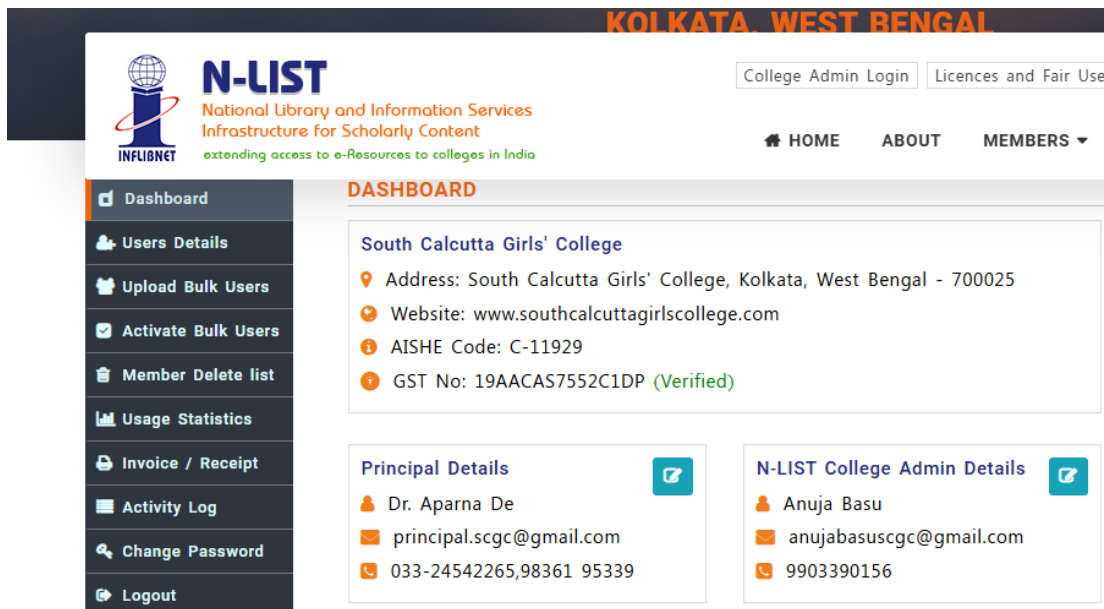 KOLKATA, WEST BENGAL
N-LIST
National Library and Information Services
Infrastructure for Scholarly Content
extending access to e-Resources to colleges in India
INFLIBNET
College Admin Login
Licences and Fair Use
HOME
ABOUT
MEMBERS
Dashboard
Users Details
Upload Bulk Users
Activate Bulk Users
Member Delete list
Usage Statistics
Invoice / Receipt
Activity Log
Change Password
Logout
DASHBOARD
South Calcutta Girls' College
Address: South Calcutta Girls' College, Kolkata, West Bengal - 700025
Website: www.southcalcuttagirlscollege.com
AISHE Code: C-11929
GST No: 19AACAS7552C1DP (Verified)
Principal Details
Dr. Aparna De
principal.scgc@gmail.com
033-24542265,98361 95339
N-LIST College Admin Details
Anuja Basu
anujabasuscgc@gmail.com
9903390156